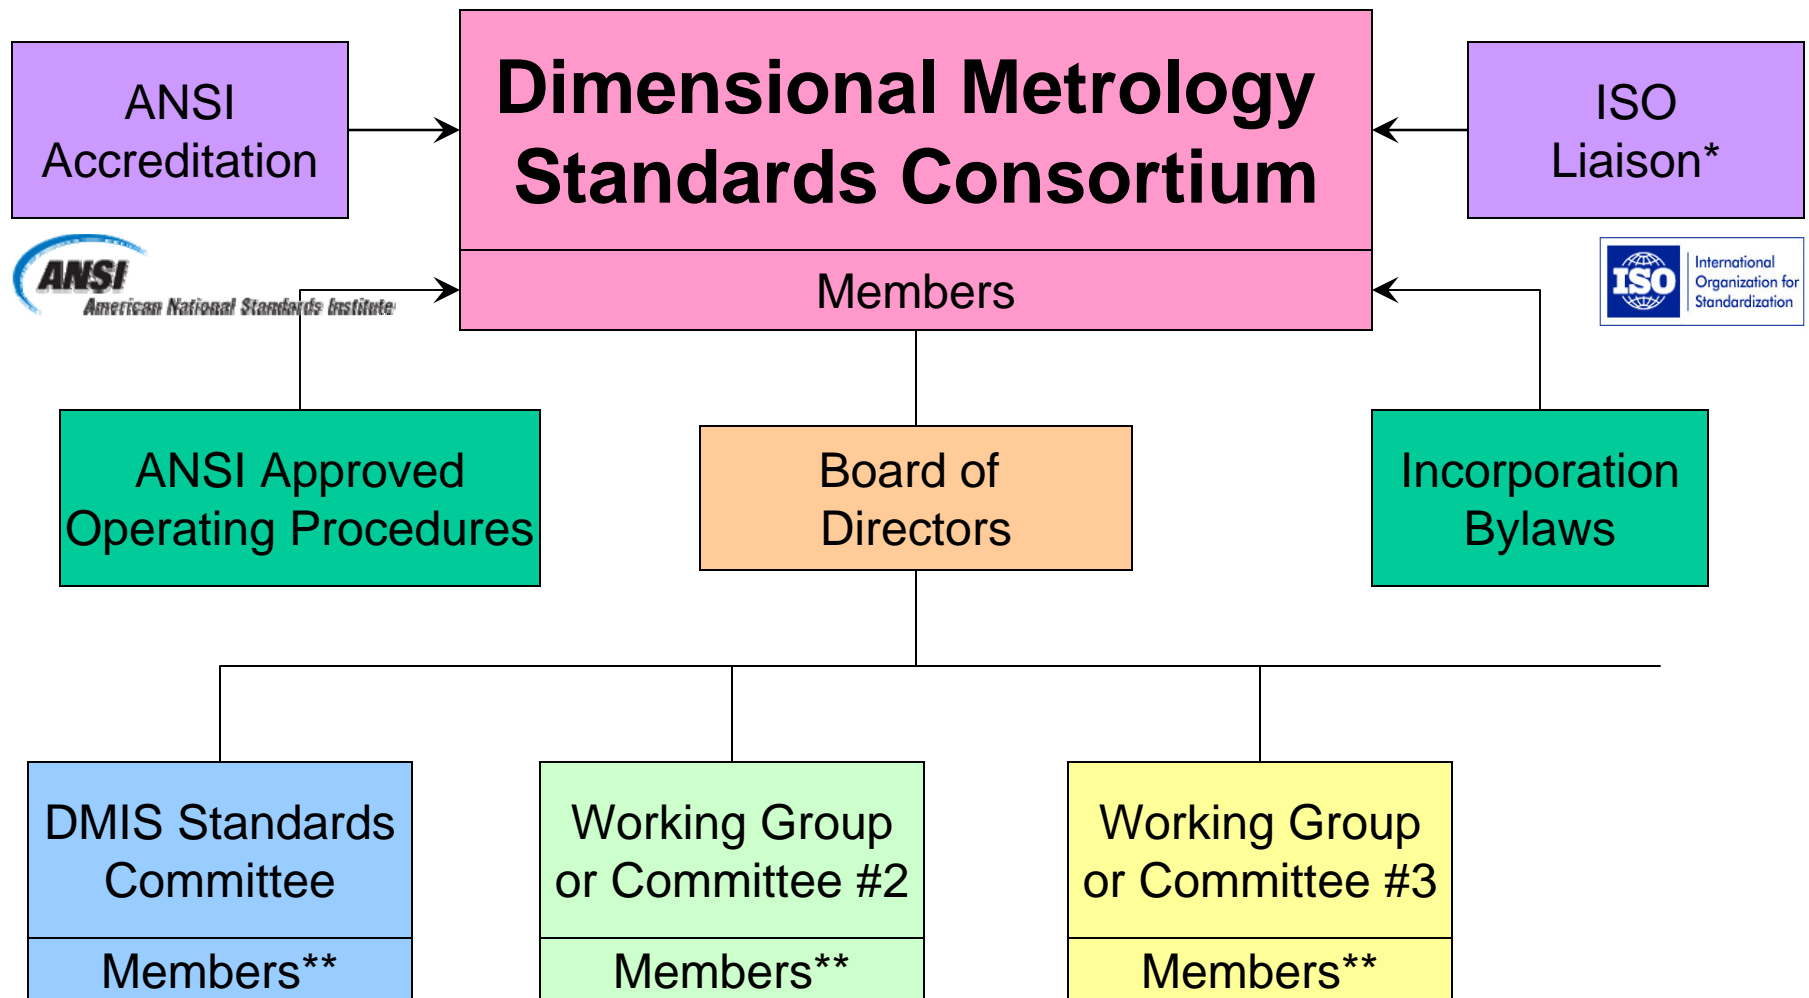 ANSI
Accreditation
Dimensional Metrology
Standards Consortium
Members
ISO
Liaison*
ANSI
American National Standards Institute
ISO
International
Organization for
Standardization
ANSI Approved
Operating Procedures
Board of
Directors
Incorporation
Bylaws
DMIS Standards
Committee
Members**
Working Group
or Committee #2
Members**
Working Group
or Committee #3
Members**